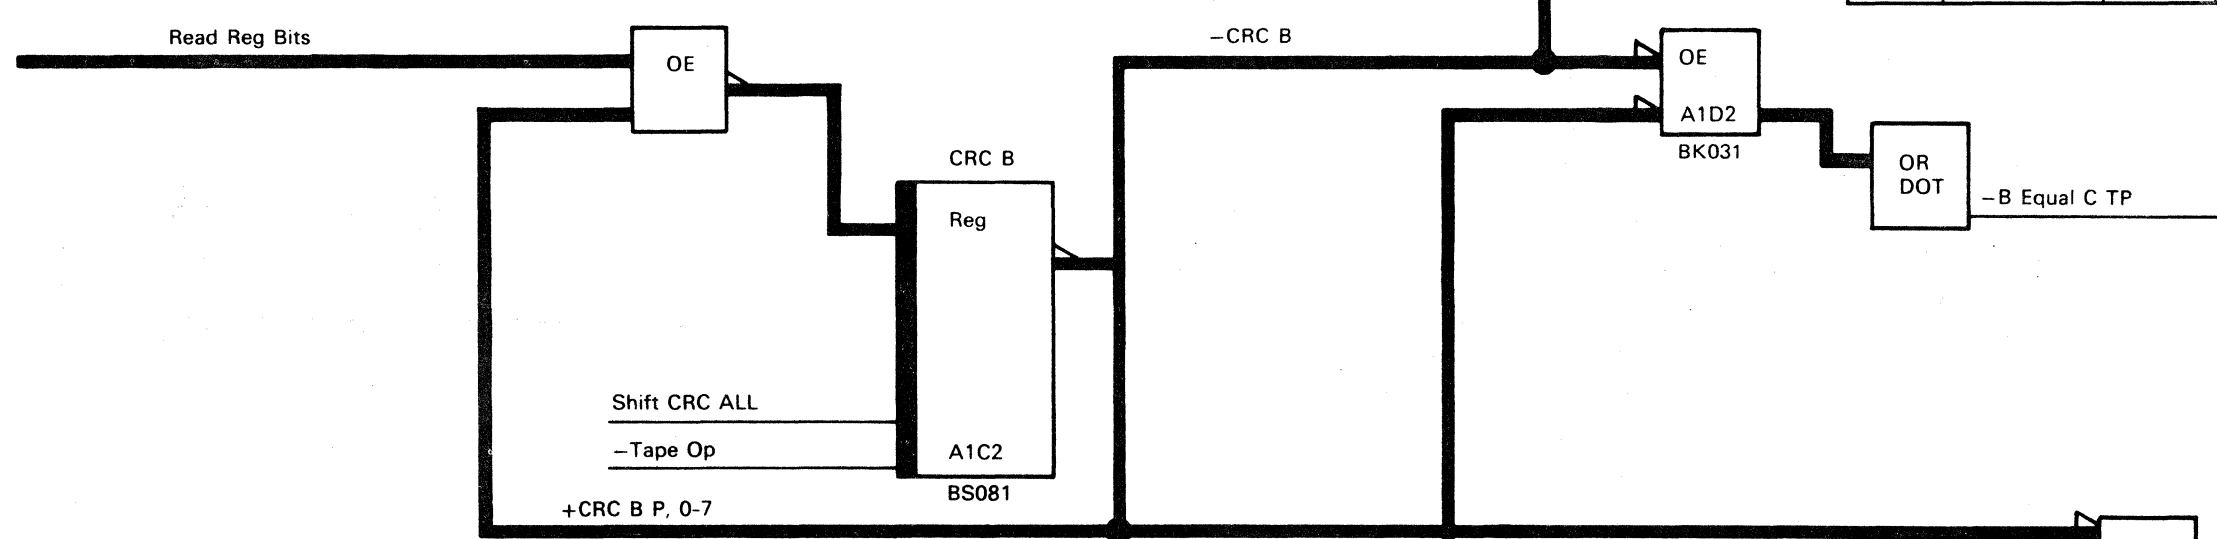 Read Reg Bits
OE
−CRC B
OE
A1D2
BK031
OR
DOT
−B Equal C TP
CRC B
Reg
Shift CRC ALL
−Tape Op
A1C2
BS081
+CRC B P, 0-7